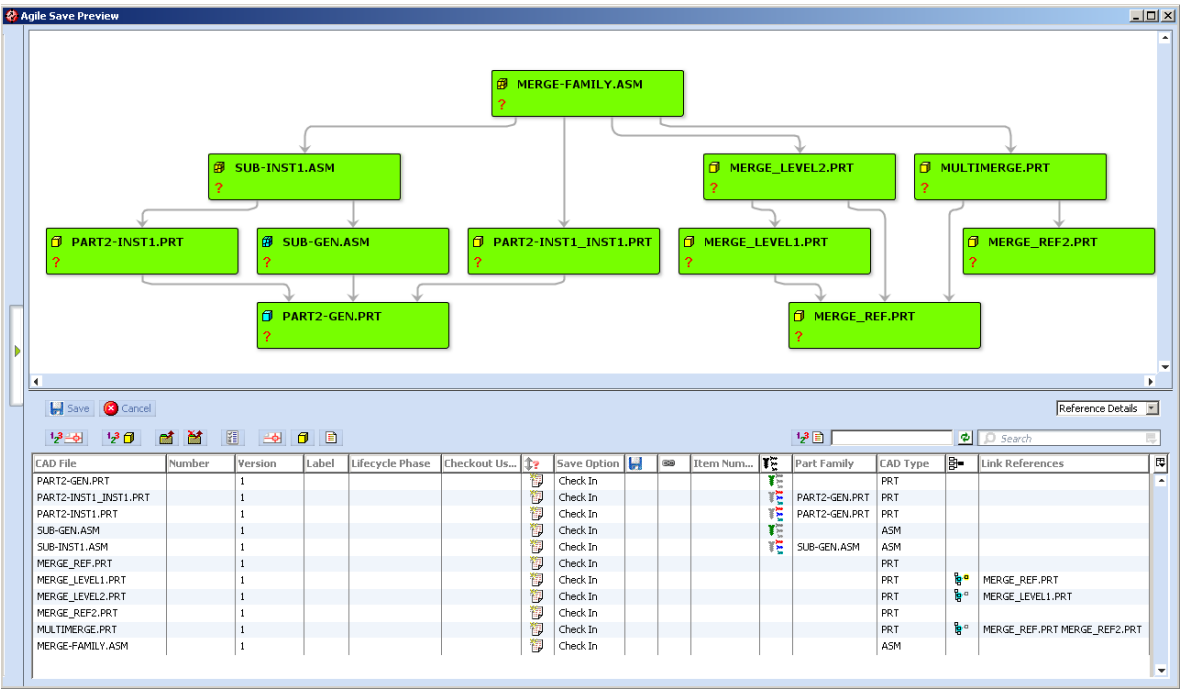 Agile Save Preview
MERGE-FAMILY.ASM
?
SUB-INST1.ASM
?
MERGE_LEVEL2.PRT
?
MULTIMERGE.PRT
?
PART2-INST1.PRT
?
SUB-GEN.ASM
?
PART2-INST1_INST1.PRT
?
MERGE_LEVEL1.PRT
?
MERGE_REF2.PRT
?
PART2-GEN.PRT
?
MERGE_REF.PRT
?
Save Cancel Reference Details
Search
CAD File Number Version Label Lifecycle Phase Checkout Us... Save Option Item Num... Part Family CAD Type Link References
PART2-GEN.PRT 1 Check In PRT
PART2-INST1_INST1.PRT 1 Check In PART2-GEN.PRT PRT
PART2-INST1.PRT 1 Check In PART2-GEN.PRT PRT
SUB-GEN.ASM 1 Check In ASM
SUB-INST1.ASM 1 Check In SUB-GEN.ASM ASM
MERGE_REF.PRT 1 Check In PRT
MERGE_LEVEL1.PRT 1 Check In PRT MERGE_REF.PRT
MERGE_LEVEL2.PRT 1 Check In PRT MERGE_LEVEL1.PRT
MERGE_REF2.PRT 1 Check In PRT
MULTIMERGE.PRT 1 Check In PRT MERGE_REF.PRT MERGE_REF2.PRT
MERGE-FAMILY.ASM 1 Check In ASM